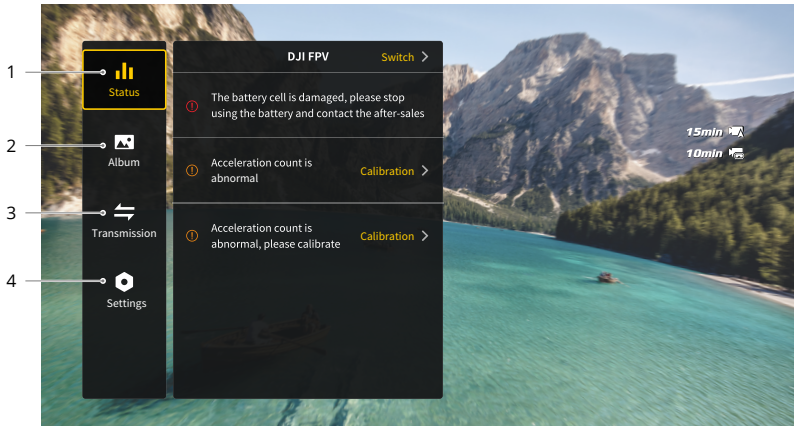 DJI FPV
Switch
1
Status
The battery cell is damaged, please stop
using the battery and contact the after-sales
15min
10min
2
Album
Acceleration count is
abnormal
Calibration
3
Transmission
Acceleration count is
abnormal, please calibrate
Calibration
4
Settings